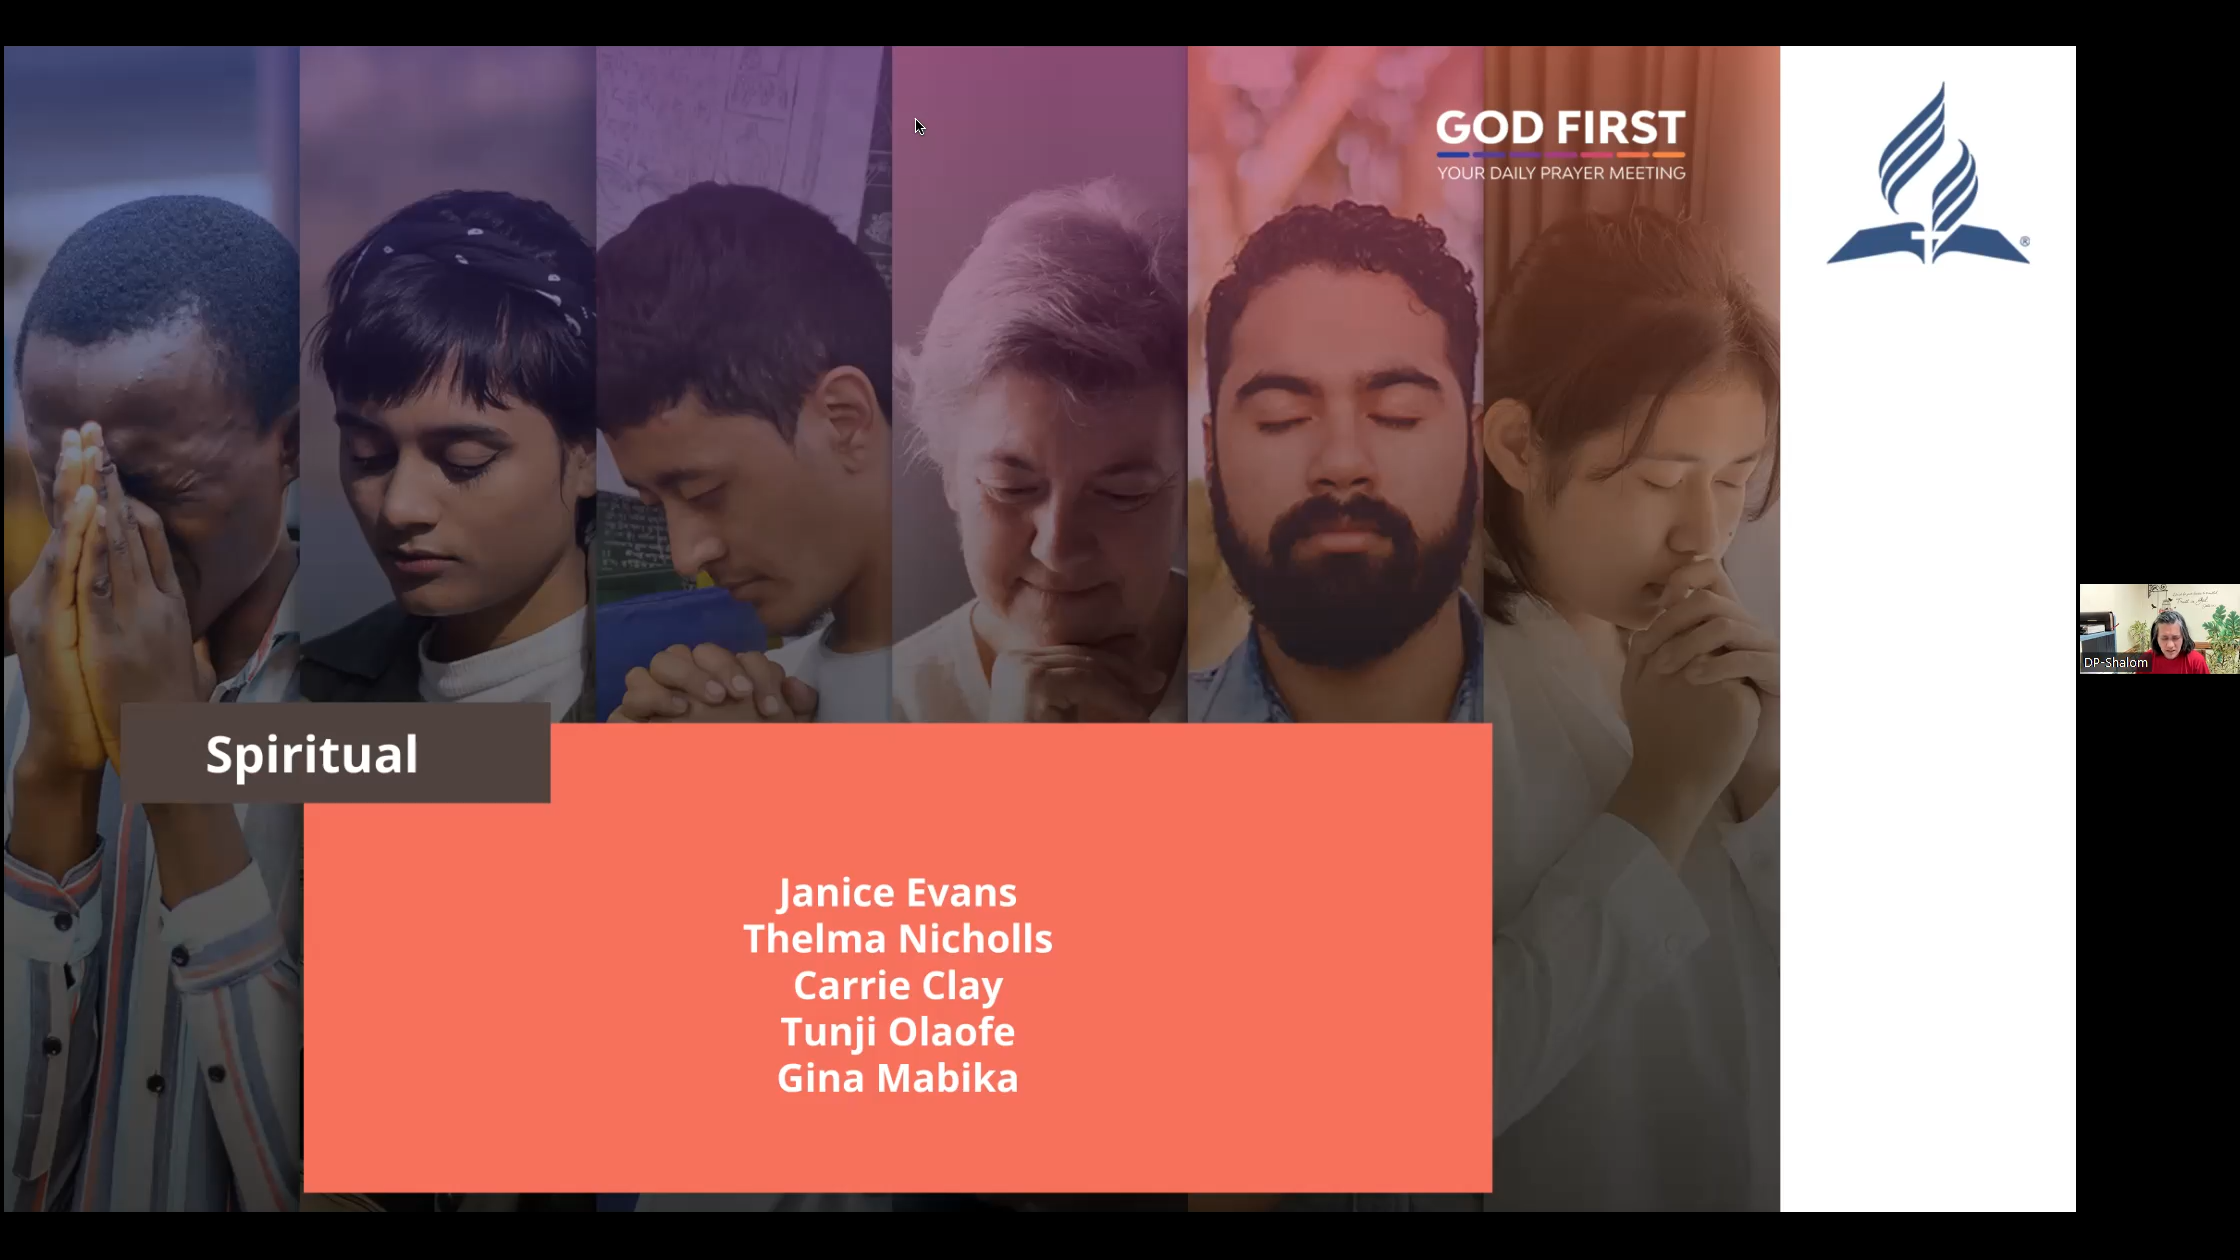 GOD FIRST
YOUR DAILY PRAYER MEETING
®
Spiritual
Janice Evans
Thelma Nicholls
Carrie Clay
Tunji Olaofe
Gina Mabika
DP-Shalom